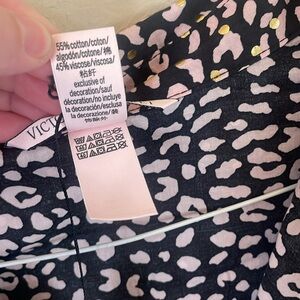 55% cotton/coton/
algodón/cotone/棉
45% viscose/viscosa/
粘纤
exclusive of
decoration/sauf
décoration/no incluye
la decoración/esclusa
la decorazione/
VICT